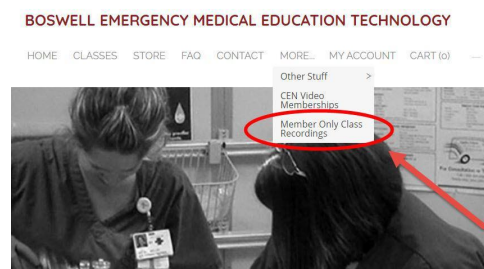 BOSWELL EMERGENCY MEDICAL EDUCATION TECHNOLOGY
HOME CLASSES STORE FAQ CONTACT MORE... MY ACCOUNT CART (0) ...
Other Stuff >
CEN Video
Memberships
Member Only Class
Recordings